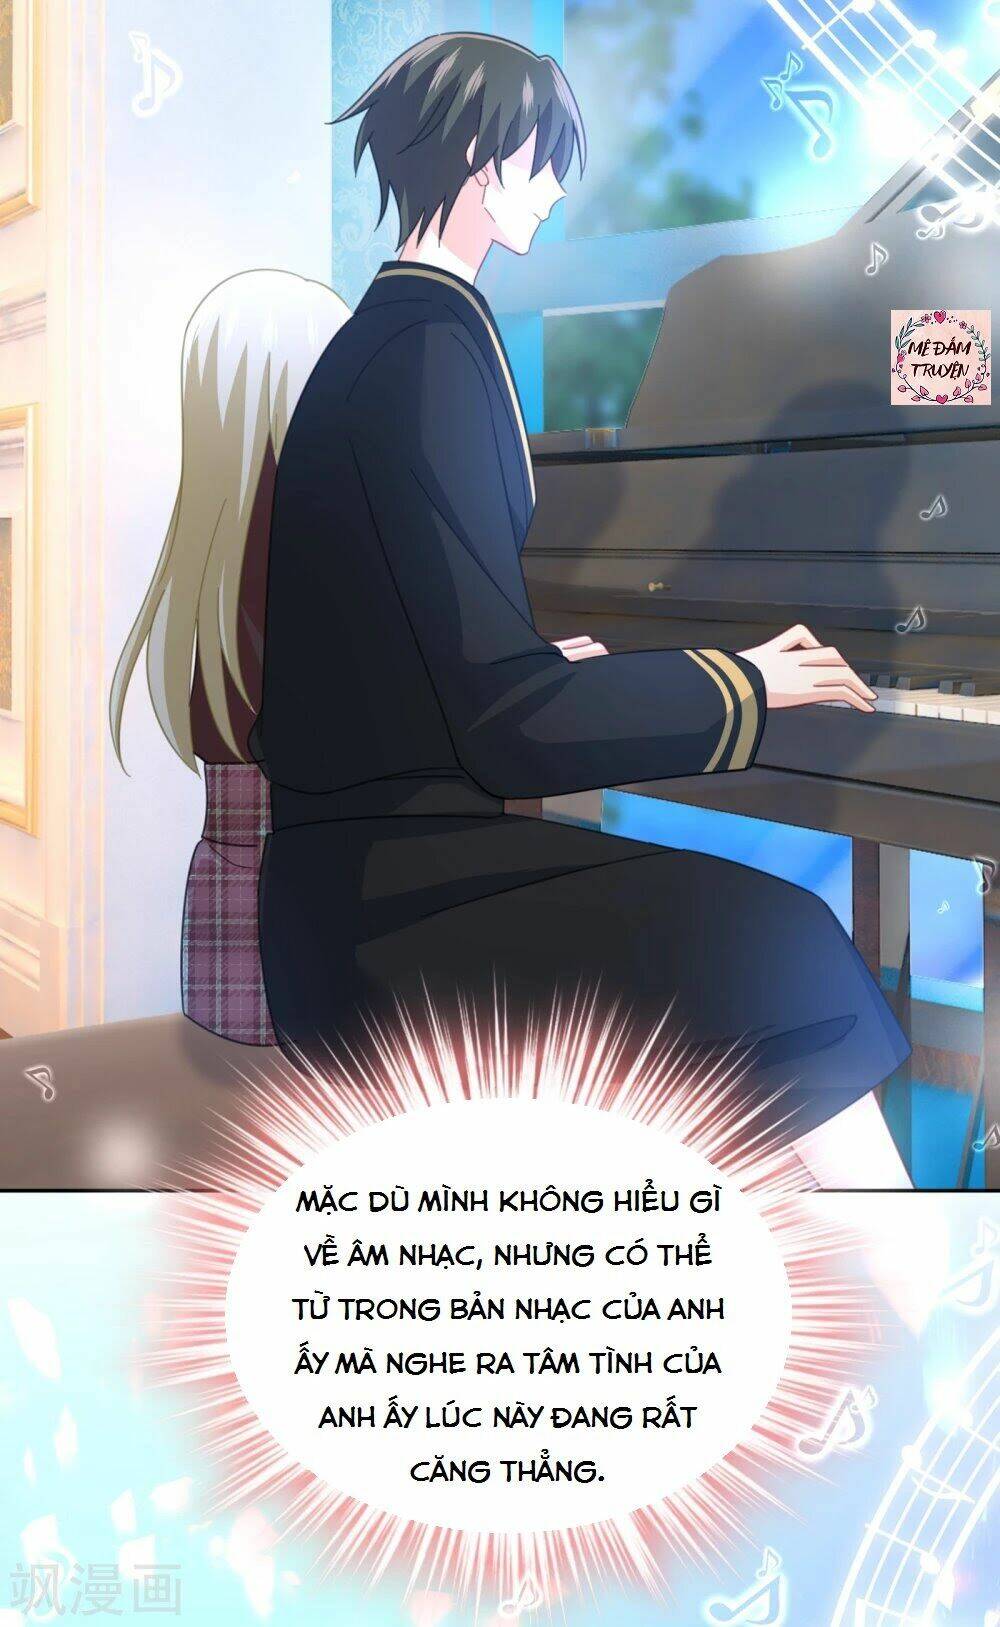 MÊ ĐẮM
TRUYỆN
MẶC DÙ MÌNH KHÔNG HIỂU GÌ
VỀ ÂM NHẠC, NHƯNG CÓ THỂ
TỪ TRONG BẢN NHẠC CỦA ANH
ẤY MÀ NGHE RA TÂM TÌNH CỦA
ANH ẤY LÚC NÀY ĐANG RẤT
CĂNG THẲNG.
飒漫画